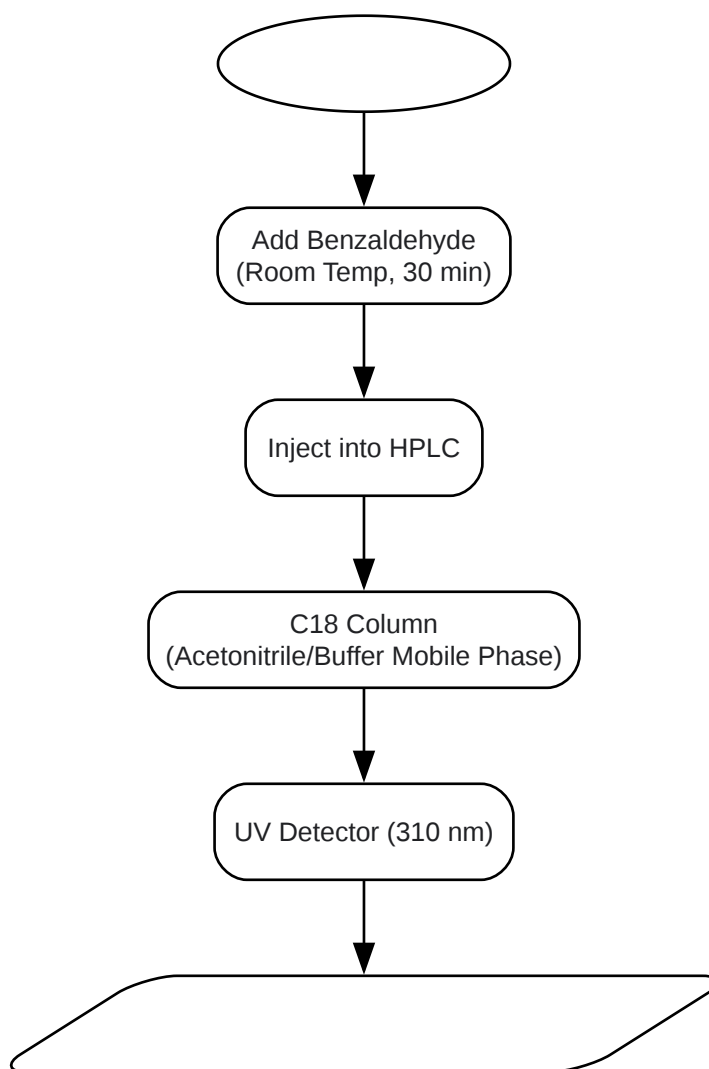 Add Benzaldehyde
(Room Temp, 30 min)
Inject into HPLC
C18 Column
(Acetonitrile/Buffer Mobile Phase)
UV Detector (310 nm)